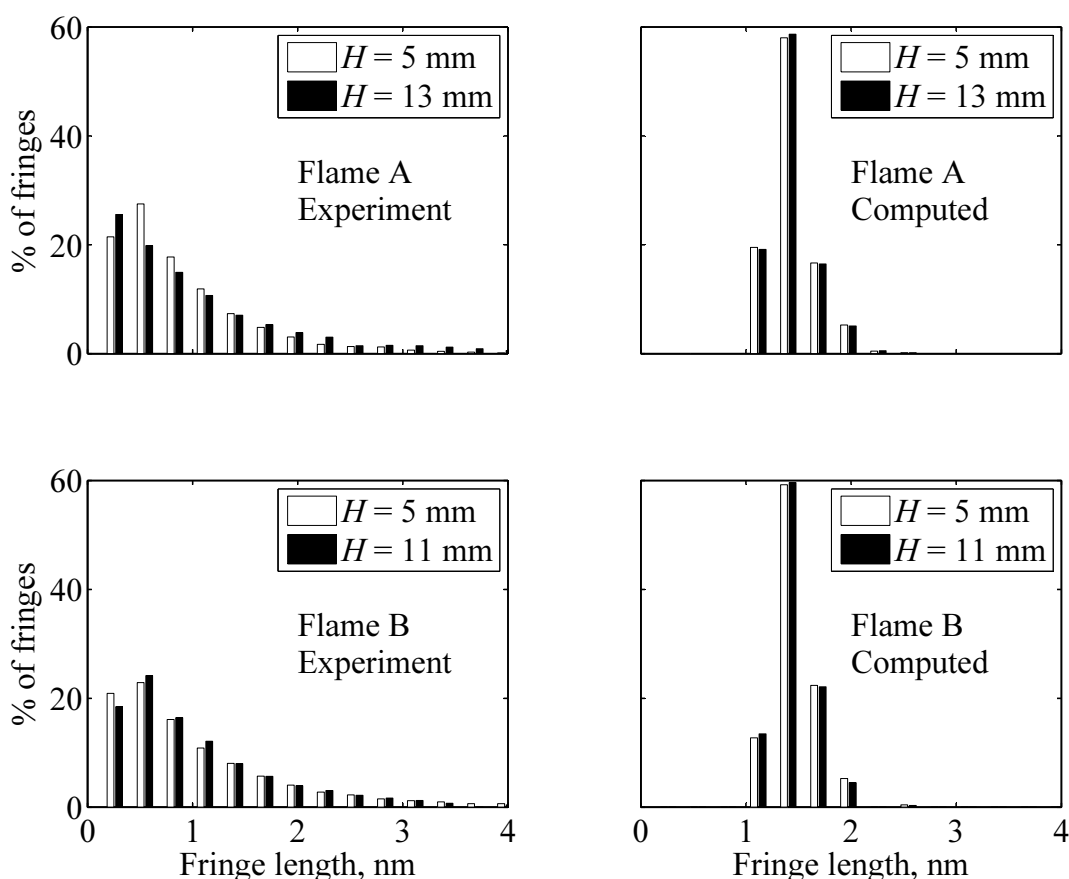 60
40
20
0
% of fringes
H = 5 mm
H = 13 mm
Flame A
Experiment
H = 5 mm
H = 13 mm
Flame A
Computed
60
40
20
0
% of fringes
H = 5 mm
H = 11 mm
Flame B
Experiment
0 1 2 3 4
Fringe length, nm
H = 5 mm
H = 11 mm
Flame B
Computed
0 1 2 3 4
Fringe length, nm